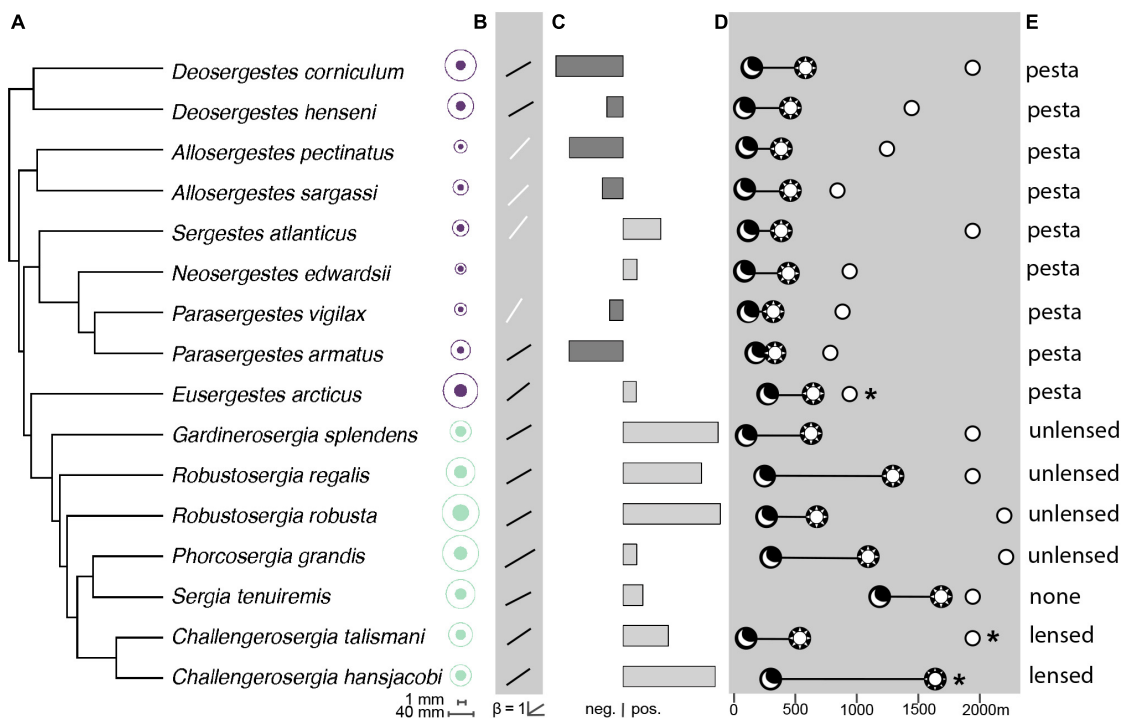 A B C D E
Deosergestes corniculum pesta
Deosergestes henseni pesta
Allosergestes pectinatus pesta
Allosergestes sargassi pesta
Sergestes atlanticus pesta
Neosergestes edwardsii pesta
Parasergestes vigilax pesta
Parasergestes armatus pesta
Eusergestes arcticus * pesta
Gardinerosergia splendens unlensed
Robustosergia regalis unlensed
Robustosergia robusta unlensed
Phorcosergia grandis unlensed
Sergia tenuiremis none
Challengerosergia talismani * lensed
Challengerosergia hansjacobi * lensed
1 mm
40 mm β = 1 neg. | pos. 0 500 1000 1500 2000m